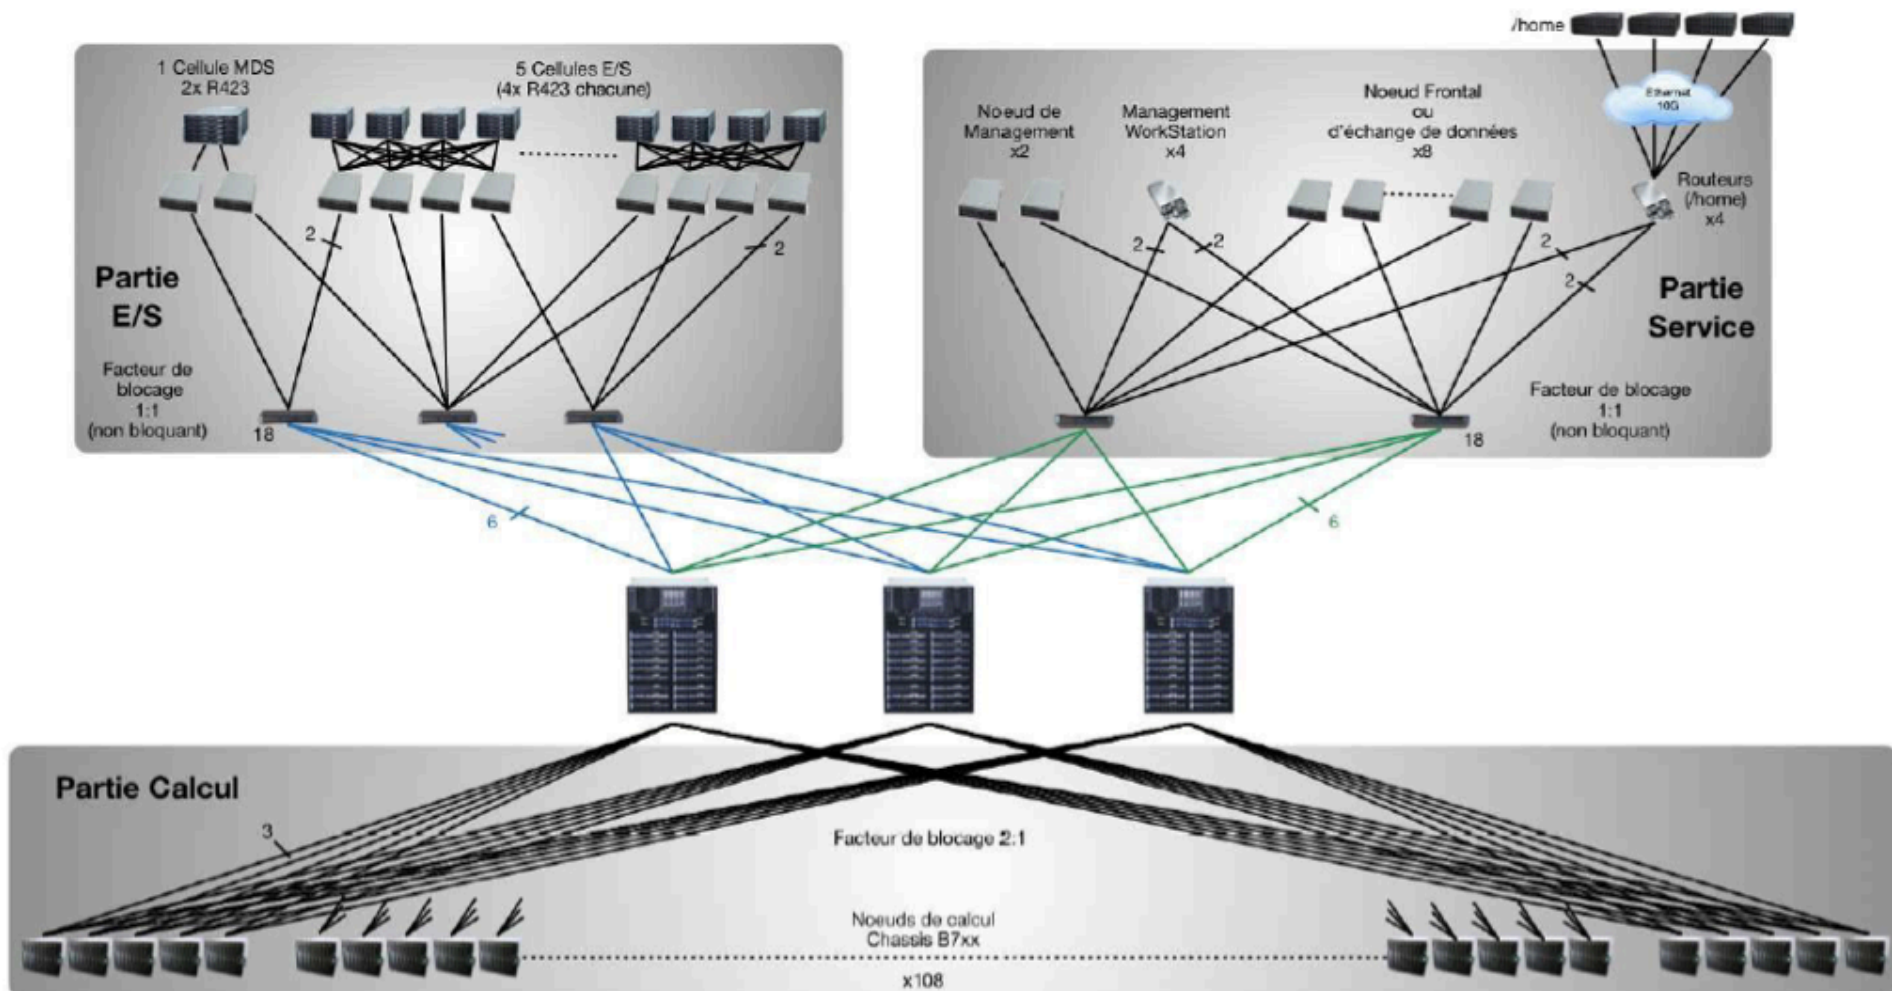 /home
1 Cellule MDS
2x R423
5 Cellules E/S
(4x R423 chacune)
Noeud de
Management
x2
Management
WorkStation
x4
Noeud Frontal
ou
d'échange de données
x8
Ethernet
10G
Routeurs
(/home)
x4
2
2
2
2
2
2
Partie
E/S
Partie
Service
Facteur de
blocage
1:1
(non bloquant)
18
Facteur de blocage
1:1
(non bloquant)
18
6
6
Partie Calcul
3
Facteur de blocage 2:1
Noeuds de calcul
Chassis B7xx
x108